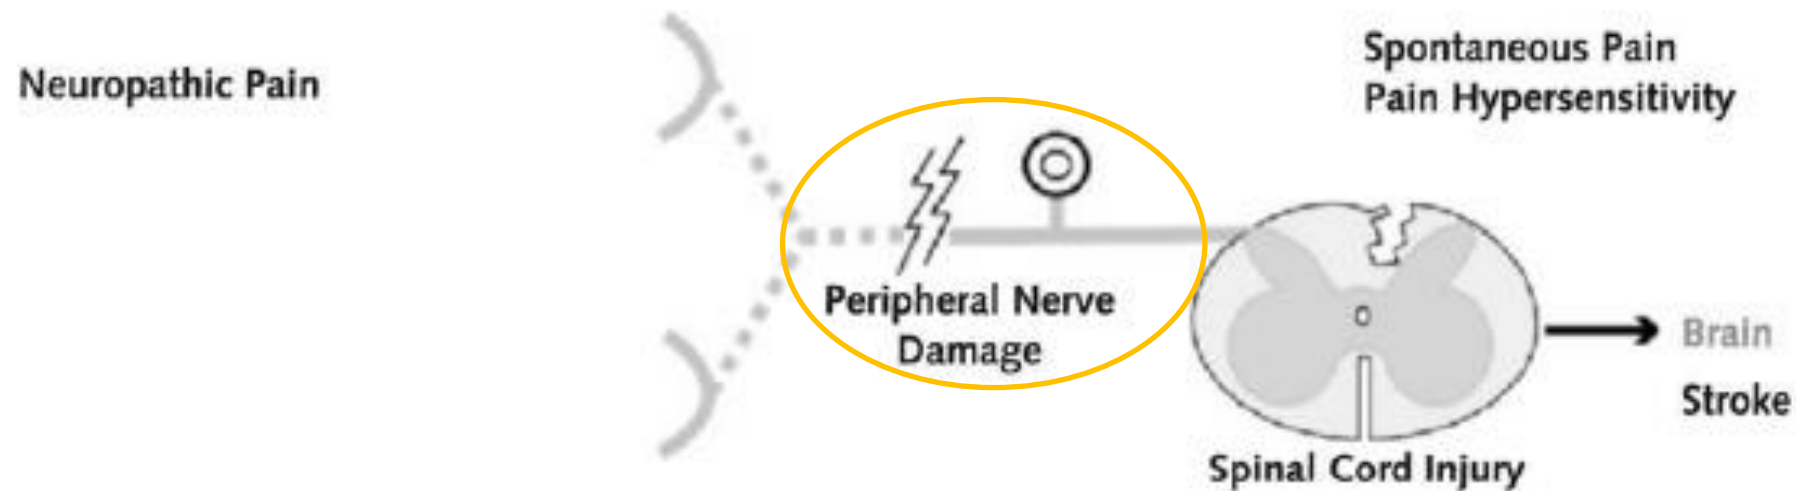 Neuropathic Pain
Spontaneous Pain
Pain Hypersensitivity
Peripheral Nerve
Damage
Brain
Stroke
Spinal Cord Injury